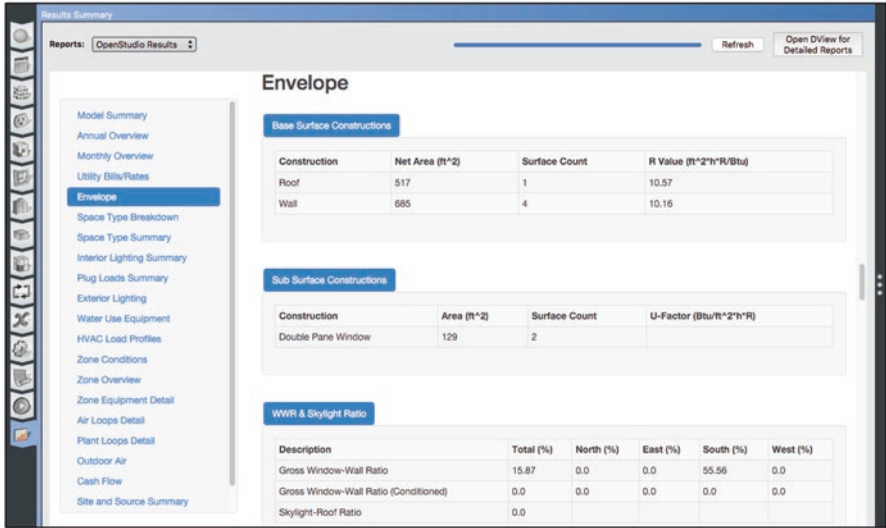 Results Summary
Reports: OpenStudio Results Refresh Open DView for Detailed Reports
Model Summary
Annual Overview
Monthly Overview
Utility Bills/Rates
Envelope
Space Type Breakdown
Space Type Summary
Interior Lighting Summary
Plug Loads Summary
Exterior Lighting
Water Use Equipment
HVAC Load Profiles
Zone Conditions
Zone Overview
Zone Equipment Detail
Air Loops Detail
Plant Loops Detail
Outdoor Air
Cash Flow
Site and Source Summary
Envelope
Base Surface Constructions
Construction Net Area (ft^2) Surface Count R Value (ft^2*h*R/Btu)
Roof 517 1 10.57
Wall 685 4 10.16
Sub Surface Constructions
Construction Area (ft^2) Surface Count U-Factor (Btu/ft^2*h*R)
Double Pane Window 129 2
WWR & Skylight Ratio
Description Total (%) North (%) East (%) South (%) West (%)
Gross Window-Wall Ratio 15.87 0.0 0.0 55.56 0.0
Gross Window-Wall Ratio (Conditioned) 0.0 0.0 0.0 0.0 0.0
Skylight-Roof Ratio 0.0